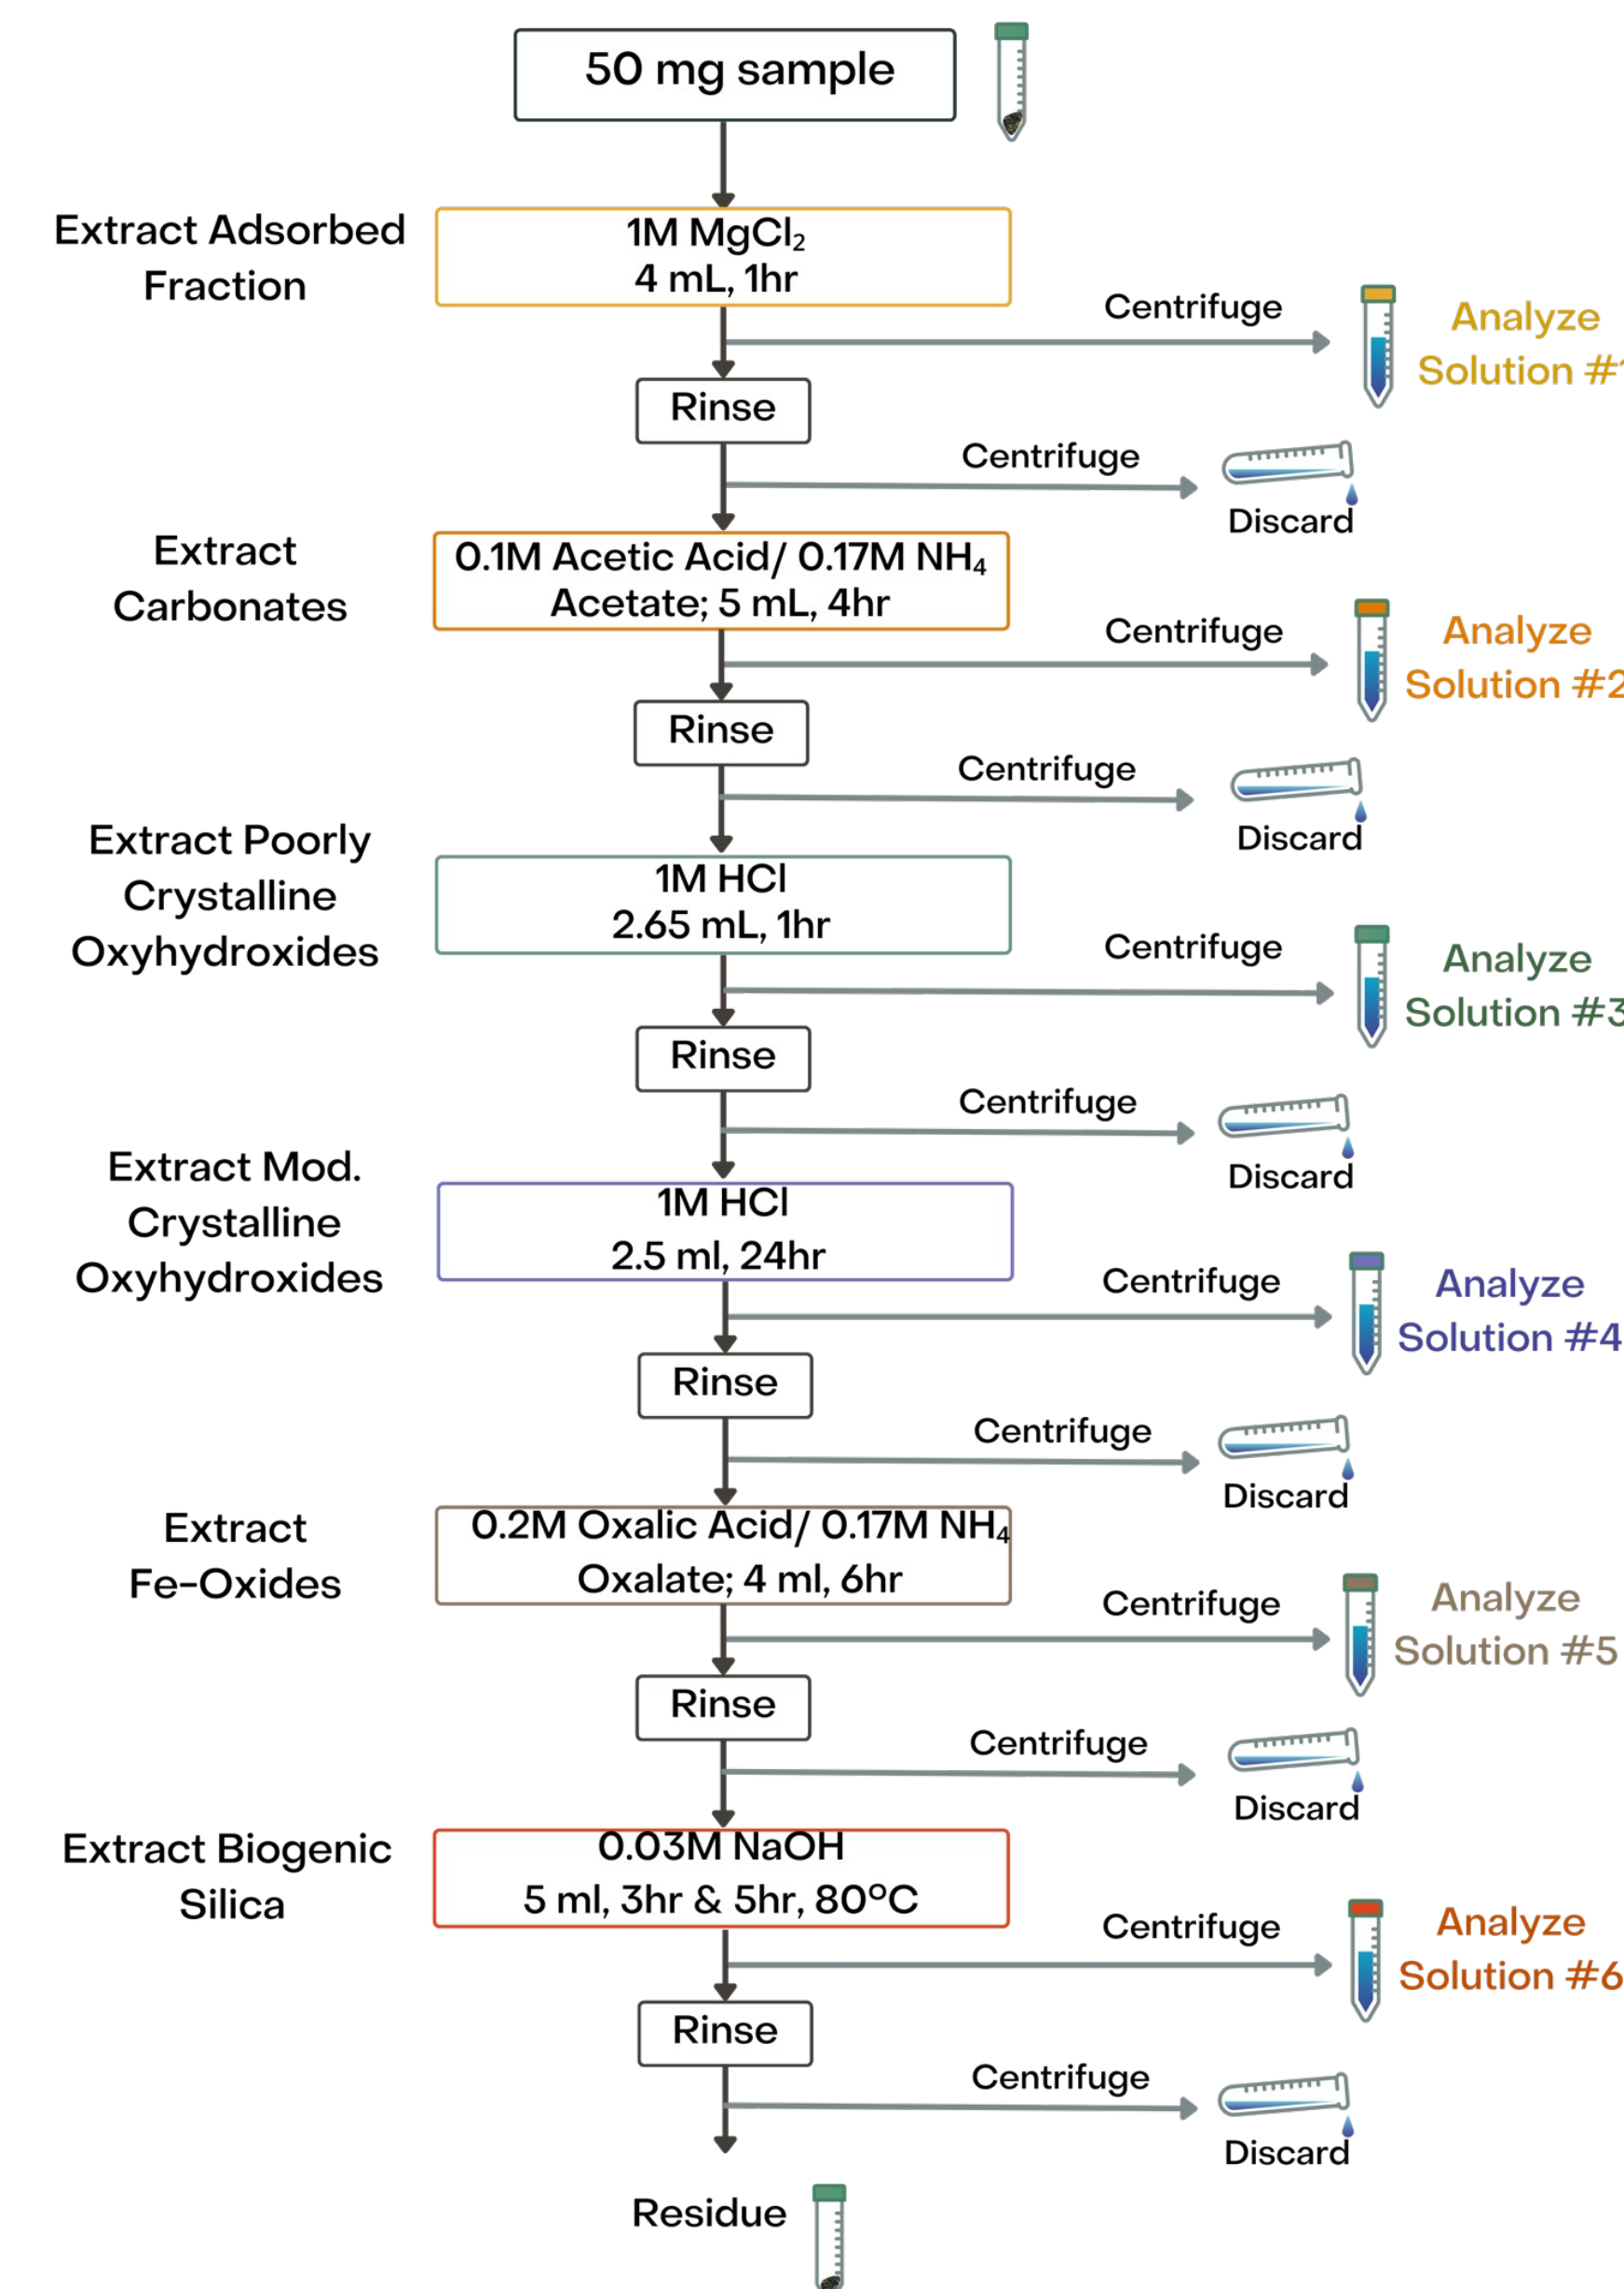 50 mg sample
Extract Adsorbed
Fraction
1M MgCl₂
4 mL, 1hr
Centrifuge
Analyze
Solution #1
Rinse
Centrifuge
Discard
Extract
Carbonates
0.1M Acetic Acid/ 0.17M NH₄
Acetate; 5 mL, 4hr
Centrifuge
Analyze
Solution #2
Rinse
Centrifuge
Discard
Extract Poorly
Crystalline
Oxyhydroxides
1M HCl
2.65 mL, 1hr
Centrifuge
Analyze
Solution #3
Rinse
Centrifuge
Discard
Extract Mod.
Crystalline
Oxyhydroxides
1M HCl
2.5 ml, 24hr
Centrifuge
Analyze
Solution #4
Rinse
Centrifuge
Discard
Extract
Fe-Oxides
0.2M Oxalic Acid/ 0.17M NH₄
Oxalate; 4 ml, 6hr
Centrifuge
Analyze
Solution #5
Rinse
Centrifuge
Discard
Extract Biogenic
Silica
0.03M NaOH
5 ml, 3hr & 5hr, 80ºC
Centrifuge
Analyze
Solution #6
Rinse
Centrifuge
Discard
Residue